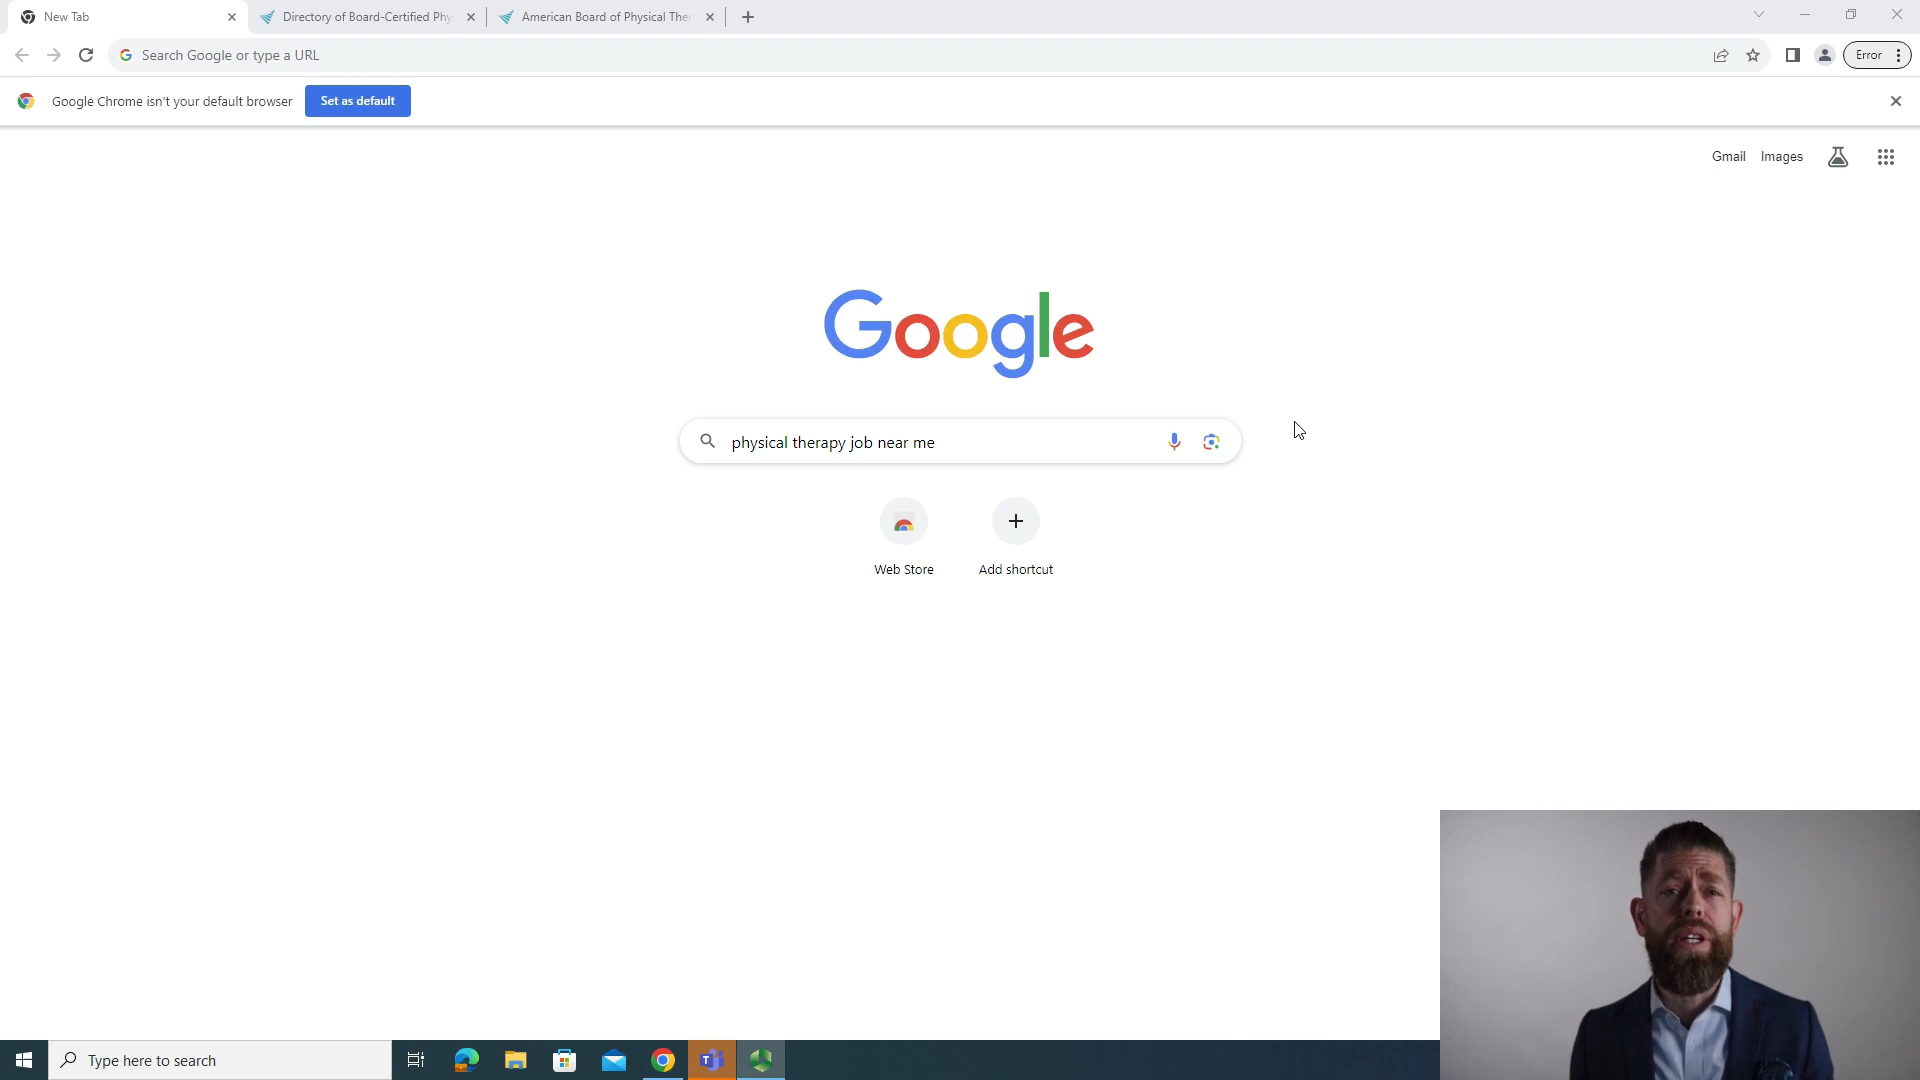 New Tab
Directory of Board-Certified Phy
American Board of Physical Ther
Search Google or type a URL
Error
Google Chrome isn't your default browser
Set as default
Gmail
Images
Google
physical therapy job near me
Web Store
Add shortcut
Type here to search